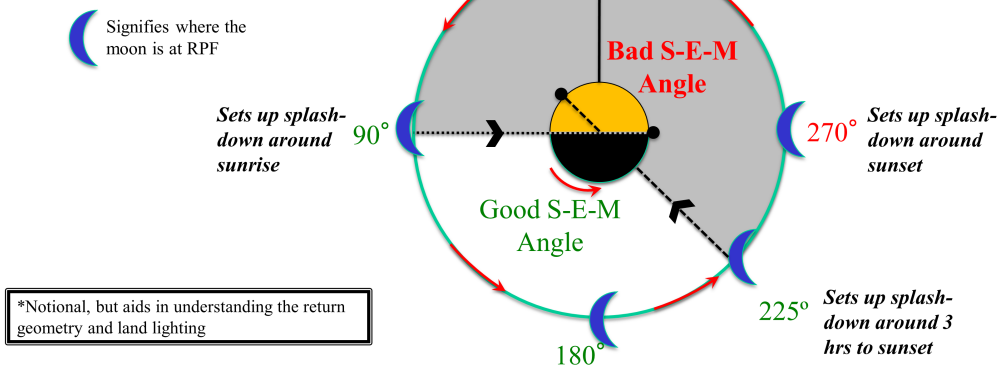 Signifies where the
moon is at RPF
Bad S-E-M
Angle
Sets up splash-
down around
sunrise
90°
270°
Sets up splash-
down around
sunset
Good S-E-M
Angle
*Notional, but aids in understanding the return
geometry and land lighting
180°
225º
Sets up splash-
down around 3
hrs to sunset